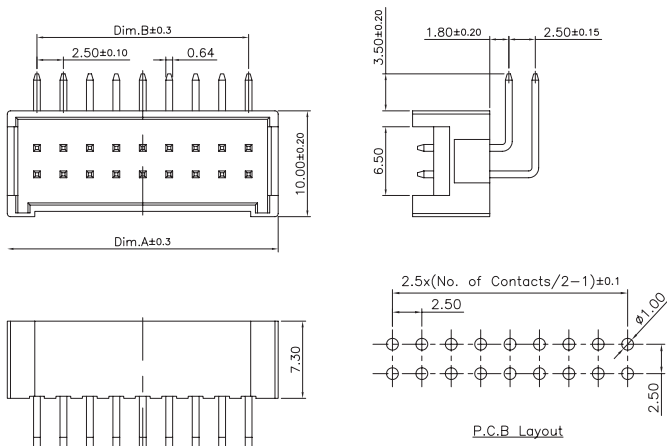 Dim.B±0.3
2.50±0.10
0.64
10.00±0.20
Dim.A±0.3
3.50±0.20
1.80±0.20
2.50±0.15
6.50
7.30
2.5x(No. of Contacts/2-1)±0.1
2.50
ø1.00
2.50
P.C.B Layout